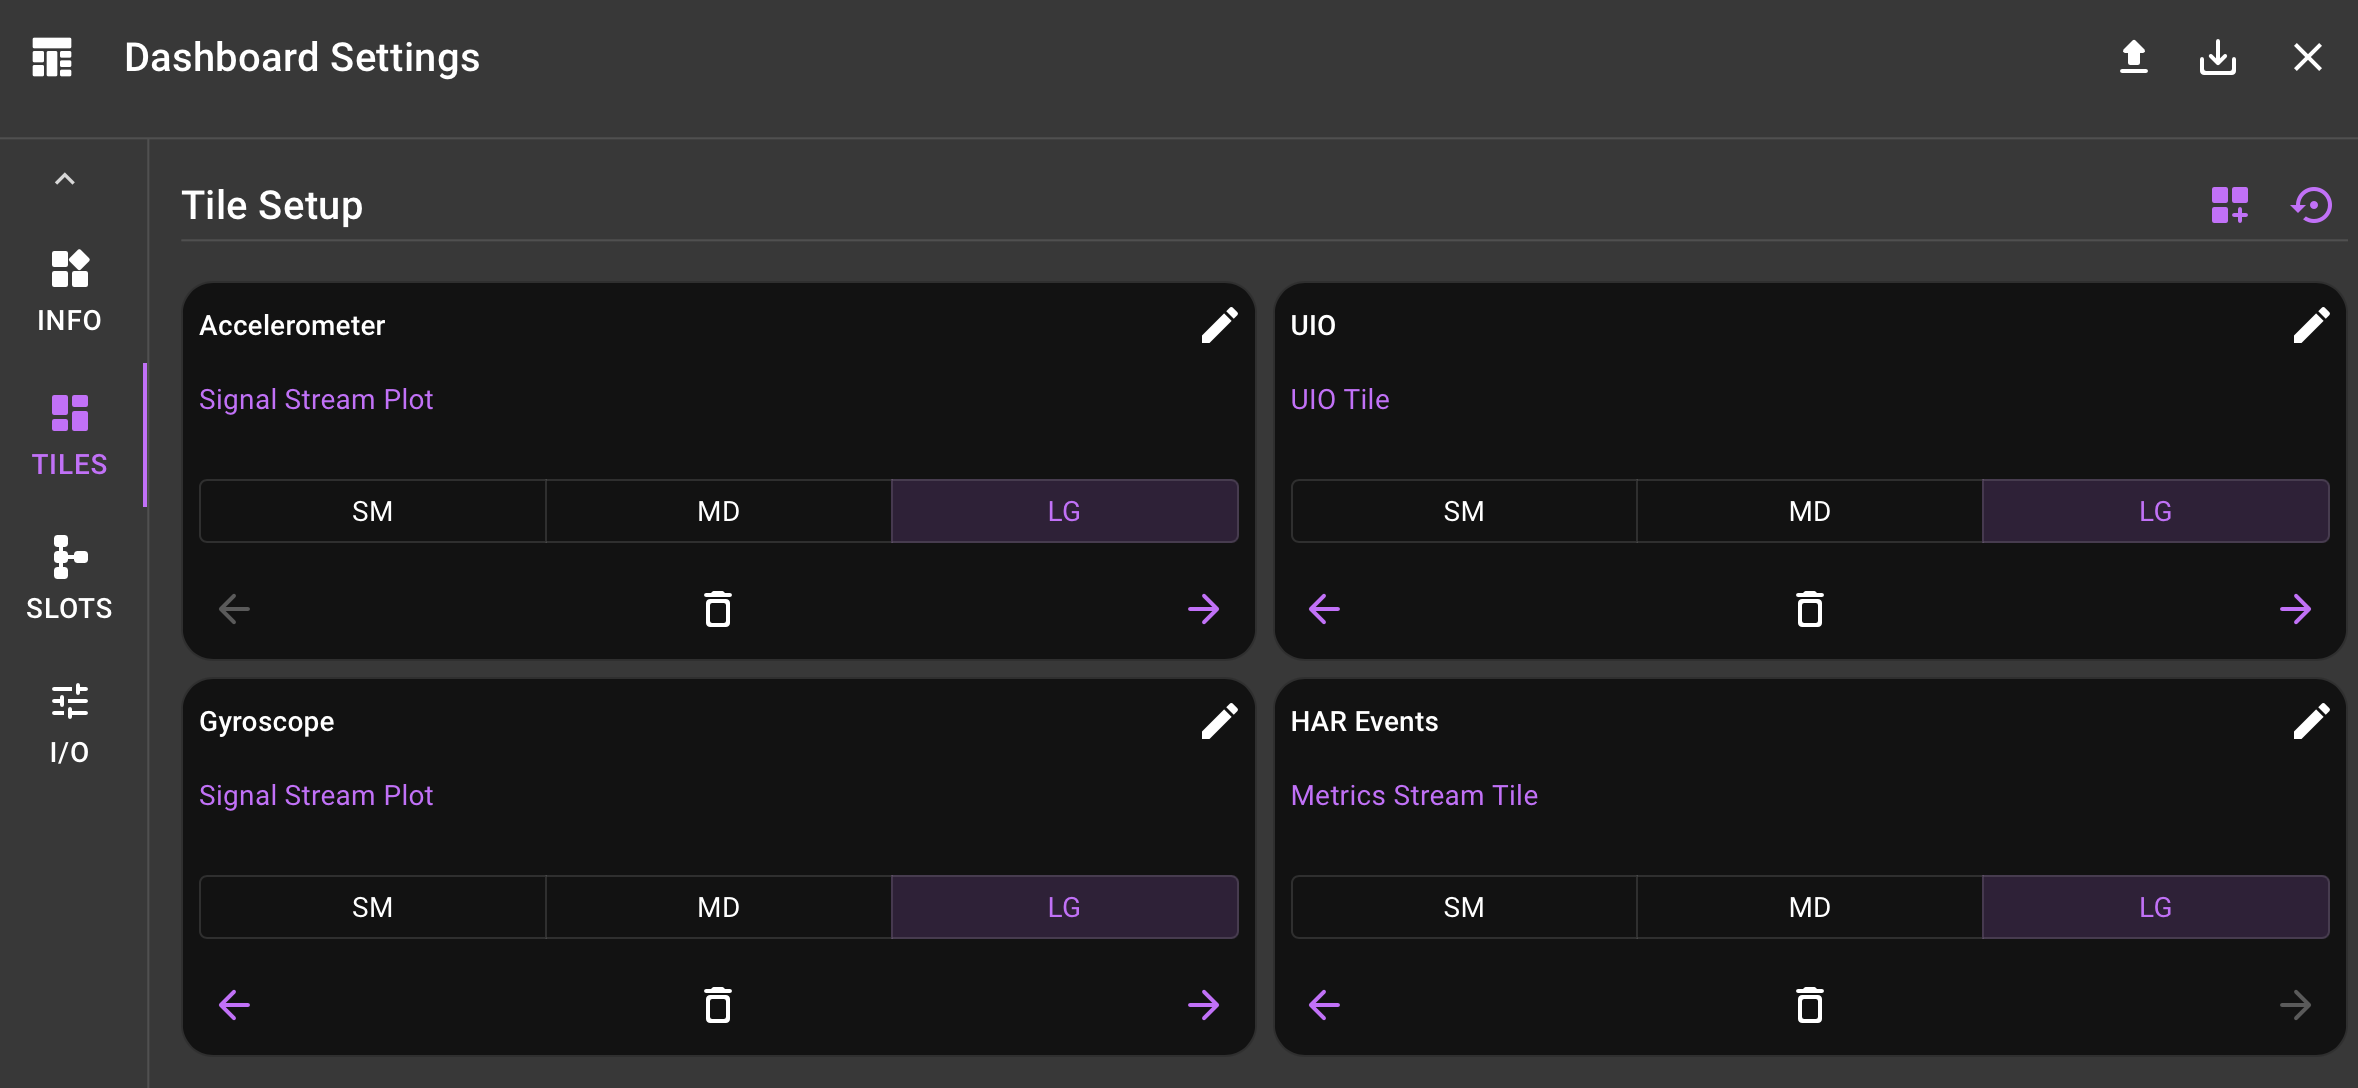 Dashboard Settings
INFO
TILES
SLOTS
I/O
Tile Setup
Accelerometer
Signal Stream Plot
SM MD LG
UIO
UIO Tile
SM MD LG
Gyroscope
Signal Stream Plot
SM MD LG
HAR Events
Metrics Stream Tile
SM MD LG